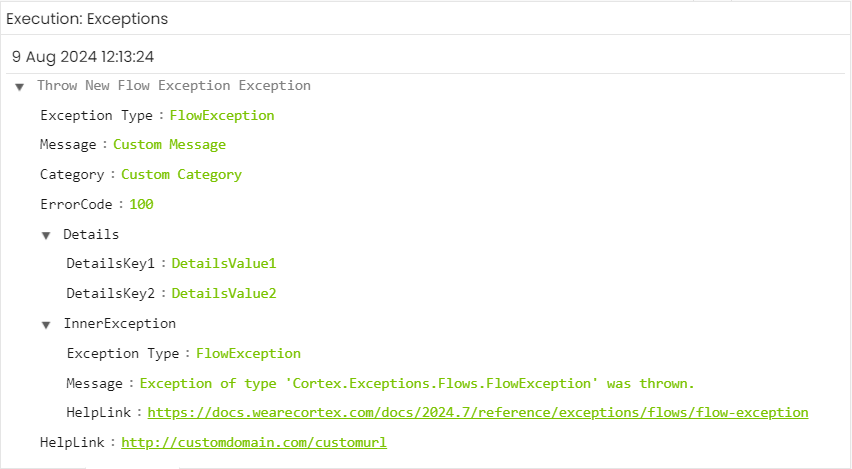 Execution: Exceptions
9 Aug 2024 12:13:24
Throw New Flow Exception Exception
Exception Type : FlowException
Message : Custom Message
Category : Custom Category
ErrorCode : 100
Details
DetailsKey1 : DetailsValue1
DetailsKey2 : DetailsValue2
InnerException
Exception Type : FlowException
Message : Exception of type 'Cortex.Exceptions.Flows.FlowException' was thrown.
HelpLink : https://docs.wearecortex.com/docs/2024.7/reference/exceptions/flows/flow-exception
HelpLink : http://customdomain.com/customurl